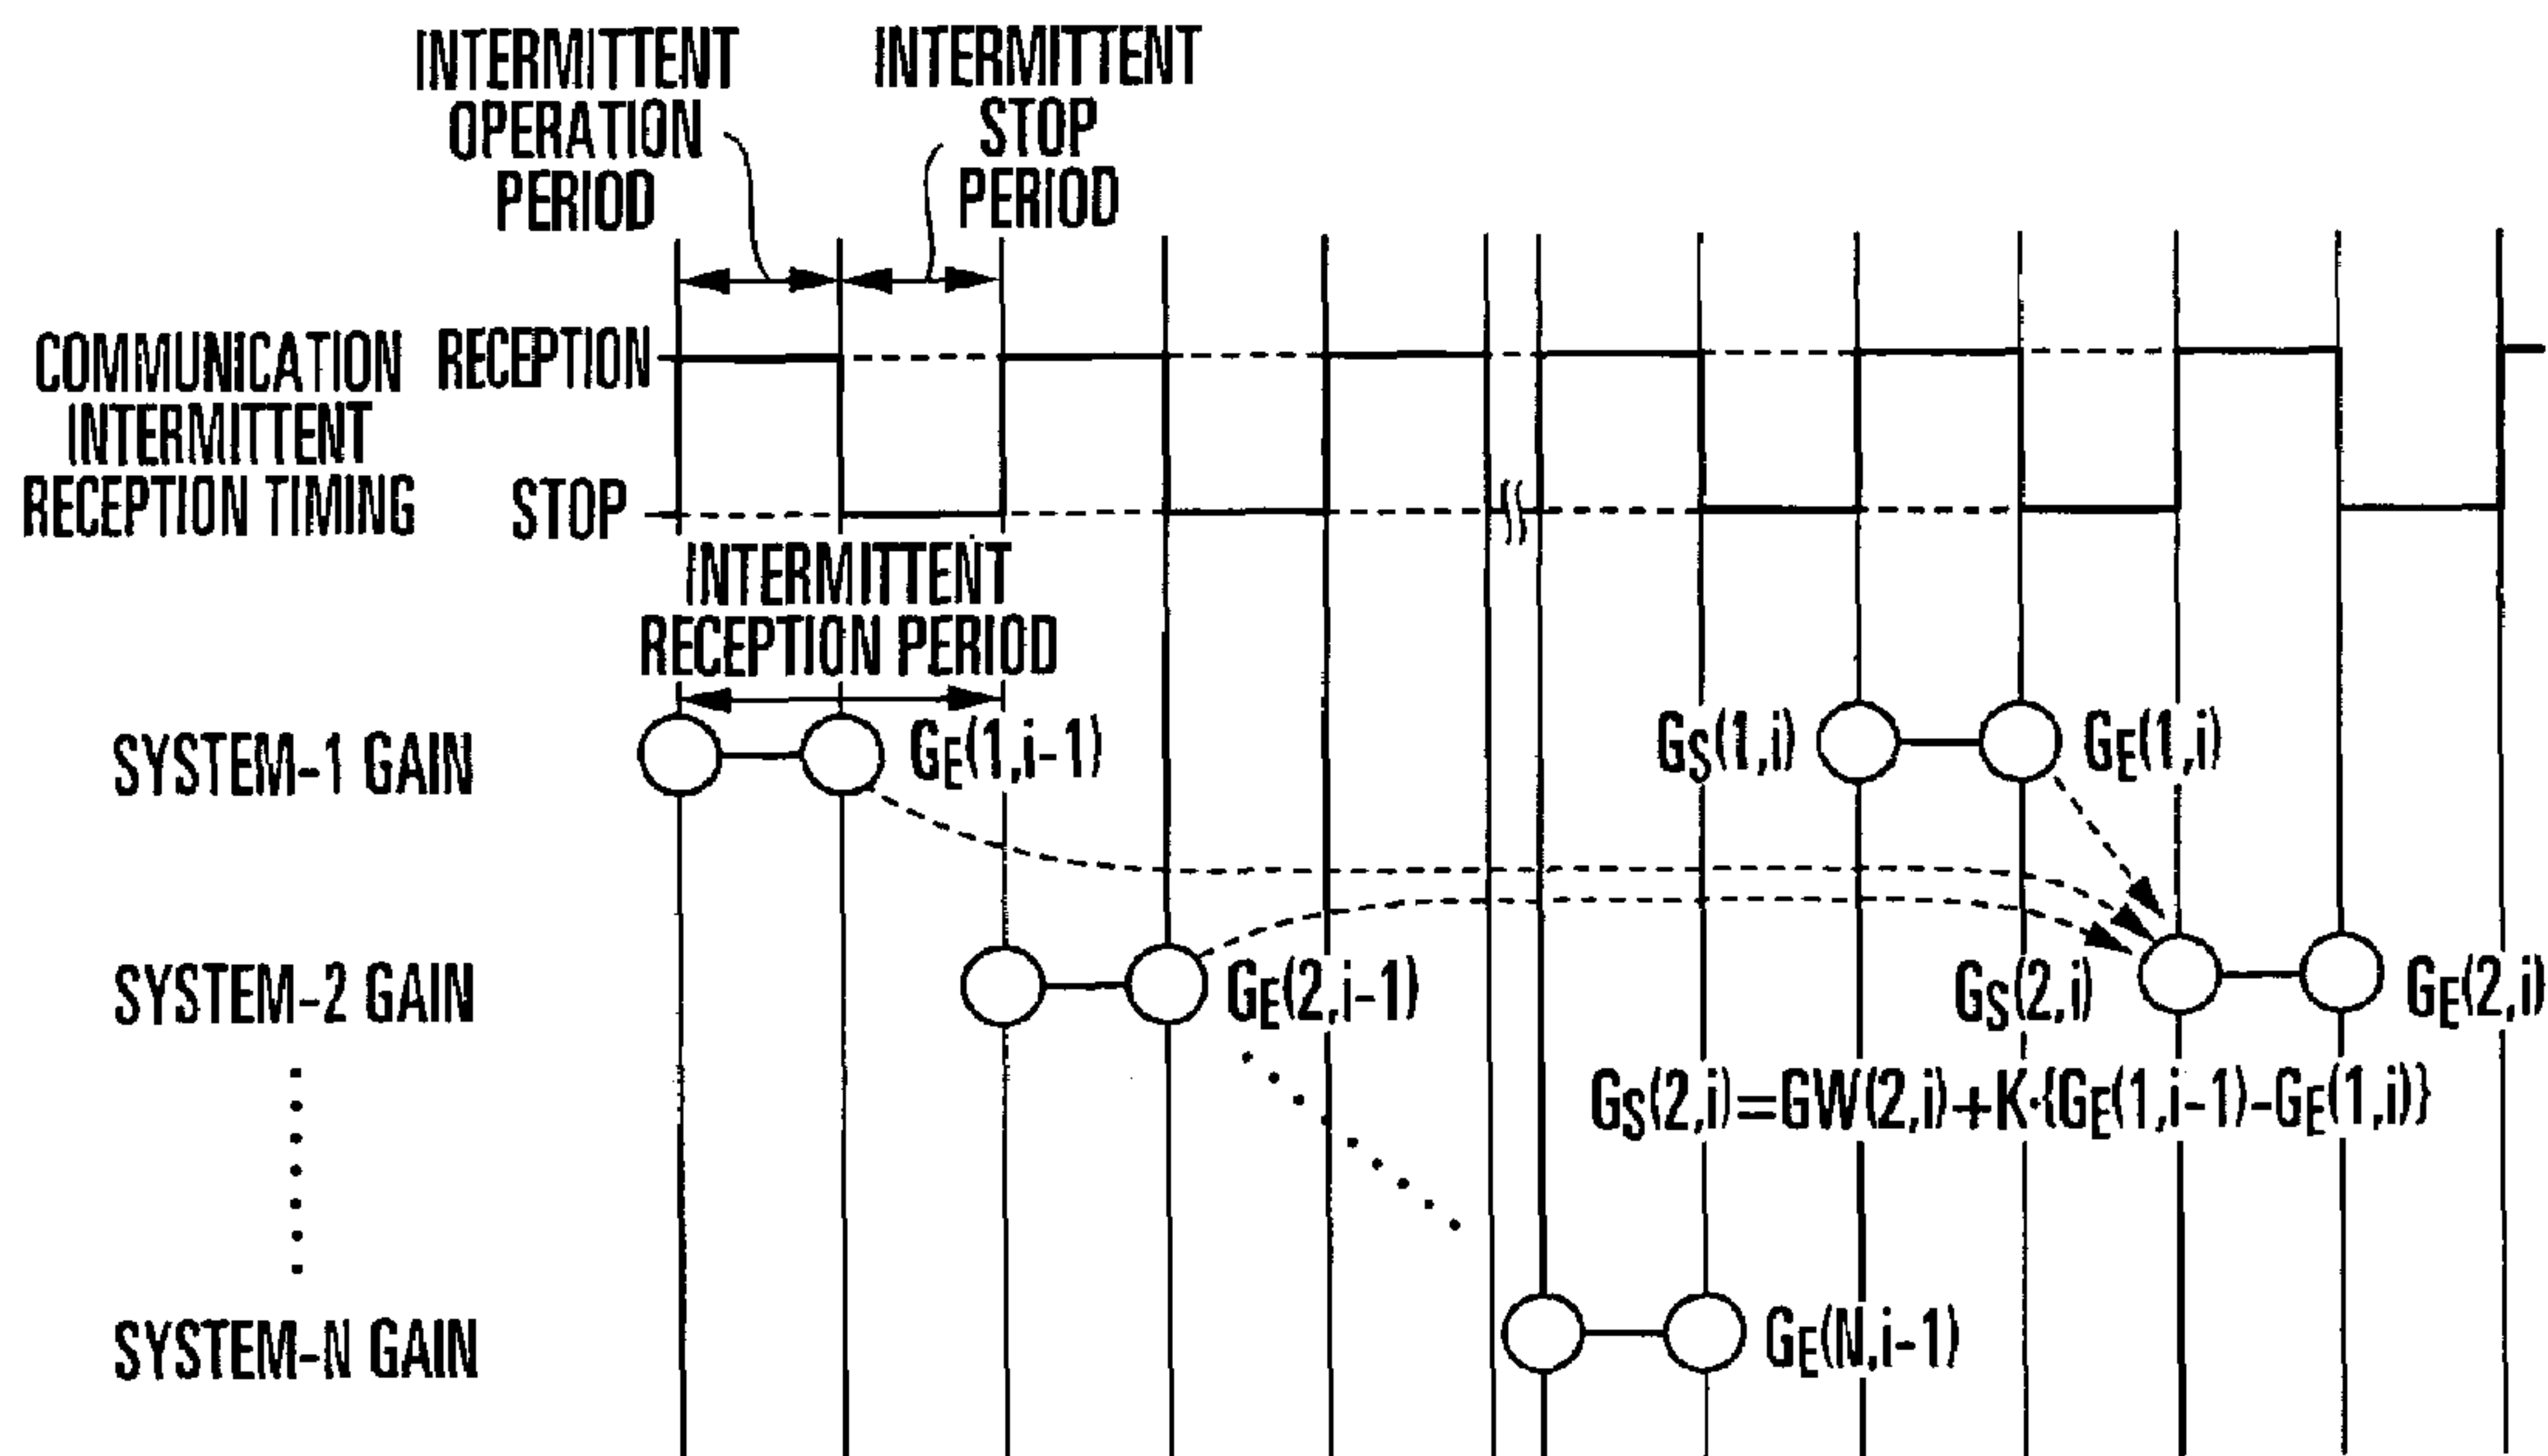 INTERMITTENT
OPERATION
PERIOD
INTERMITTENT
STOP
PERIOD
COMMUNICATION
INTERMITTENT
RECEPTION TIMING
RECEPTION
STOP
INTERMITTENT
RECEPTION PERIOD
SYSTEM-1 GAIN
GE(1,i-1)
GS(1,i)
GE(1,i)
SYSTEM-2 GAIN
GE(2,i-1)
GS(2,i)
GE(2,i)
GS(2,i)=GW(2,i)+K·{GE(1,i-1)-GE(1,i)}
SYSTEM-N GAIN
GE(N,i-1)